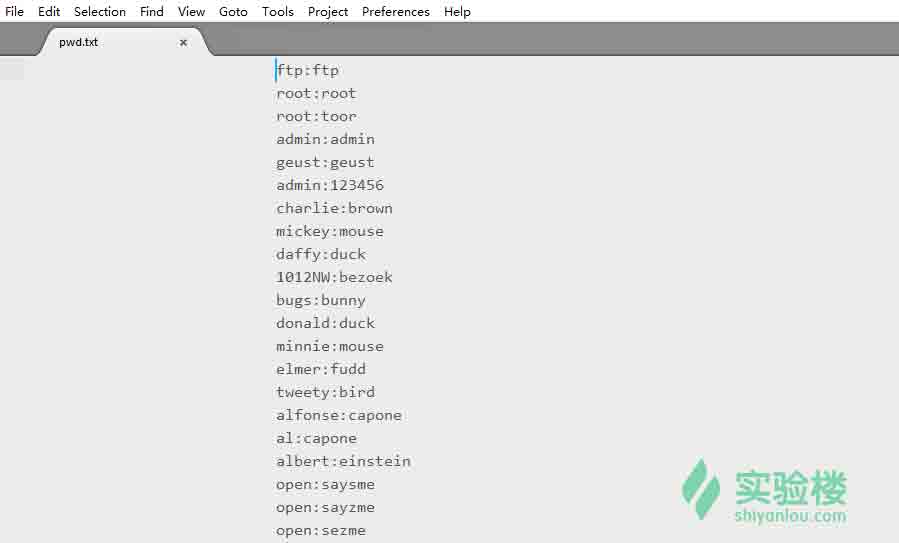 File Edit Selection Find View Goto Tools Project Preferences Help
pwd.txt ×
ftp:ftp
root:root
root:toor
admin:admin
geust:geust
admin:123456
charlie:brown
mickey:mouse
daffy:duck
1012NW:bezoek
bugs:bunny
donald:duck
minnie:mouse
elmer:fudd
tweety:bird
alfonse:capone
al:capone
albert:einstein
open:saysme
open:sayzme
open:sezme
实验楼
shiyanlou.com